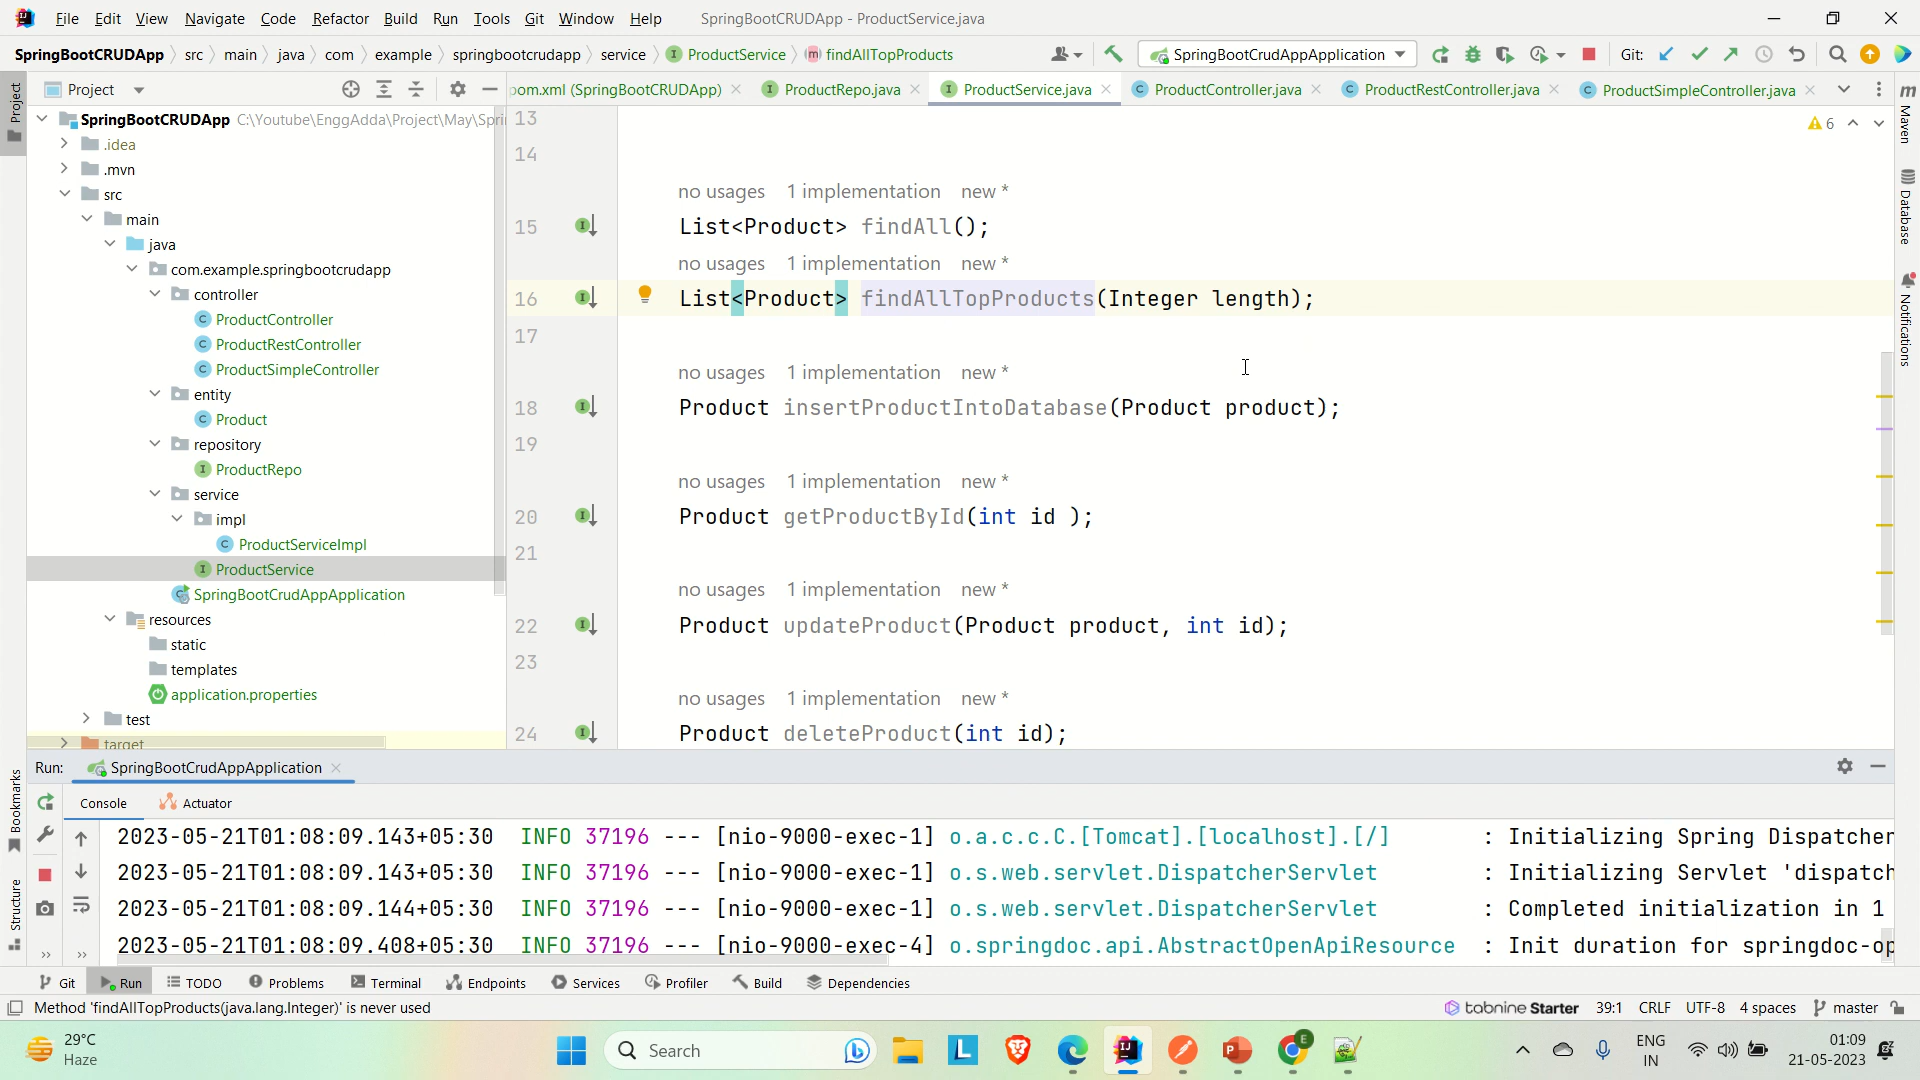 File Edit View Navigate Code Refactor Build Run Tools Git Window Help SpringBootCRUDApp - ProductService.java
SpringBootCRUDApp src main java com example springbootcrudapp service ProductService findAllTopProducts SpringBootCrudAppApplication Git:
Project
Project
pom.xml (SpringBootCRUDApp) ProductRepo.java ProductService.java ProductController.java ProductRestController.java ProductSimpleController.java
Maven
Database
Notifications
SpringBootCRUDApp C:\Youtube\EnggAdda\Project\May\Spri
.idea
.mvn
src
main
java
com.example.springbootcrudapp
controller
ProductController
ProductRestController
ProductSimpleController
entity
Product
repository
ProductRepo
service
impl
ProductServiceImpl
ProductService
SpringBootCrudAppApplication
resources
static
templates
application.properties
test
target
6
13
14
no usages 1 implementation new *
15 List<Product> findAll();
no usages 1 implementation new *
16 List<Product> findAllTopProducts(Integer length);
17
no usages 1 implementation new *
18 Product insertProductIntoDatabase(Product product);
19
no usages 1 implementation new *
20 Product getProductById(int id );
21
no usages 1 implementation new *
22 Product updateProduct(Product product, int id);
23
no usages 1 implementation new *
24 Product deleteProduct(int id);
Run: SpringBootCrudAppApplication
Console Actuator
Bookmarks
Structure
2023-05-21T01:08:09.143+05:30 INFO 37196 --- [nio-9000-exec-1] o.a.c.c.C.[Tomcat].[localhost].[/] : Initializing Spring Dispatcher
2023-05-21T01:08:09.143+05:30 INFO 37196 --- [nio-9000-exec-1] o.s.web.servlet.DispatcherServlet : Initializing Servlet 'dispatch
2023-05-21T01:08:09.144+05:30 INFO 37196 --- [nio-9000-exec-1] o.s.web.servlet.DispatcherServlet : Completed initialization in 1
2023-05-21T01:08:09.408+05:30 INFO 37196 --- [nio-9000-exec-4] o.springdoc.api.AbstractOpenApiResource : Init duration for springdoc-op
Git Run TODO Problems Terminal Endpoints Services Profiler Build Dependencies
Method 'findAllTopProducts(java.lang.Integer)' is never used tabnine Starter 39:1 CRLF UTF-8 4 spaces master
29°C
Haze
Search
ENG
IN
01:09
21-05-2023